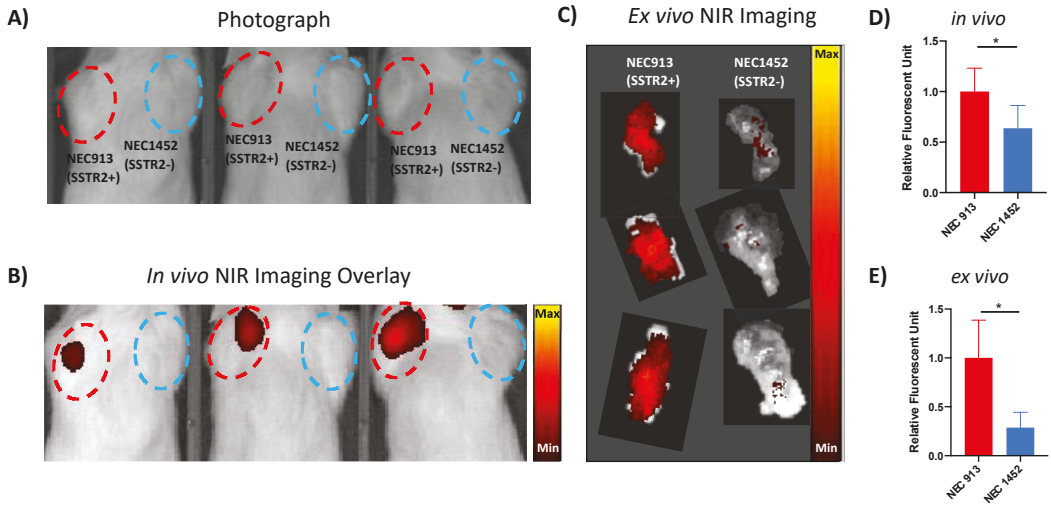 A)
Photograph
NEC913
(SSTR2+)
NEC1452
(SSTR2-)
NEC913
(SSTR2+)
NEC1452
(SSTR2-)
NEC913
(SSTR2+)
NEC1452
(SSTR2-)
B)
In vivo NIR Imaging Overlay
Max
Min
C)
Ex vivo NIR Imaging
NEC913
(SSTR2+)
NEC1452
(SSTR2-)
Max
Min
D)
in vivo
Relative Fluorescent Unit
1.5
1.0
0.5
0.0
*
NEC 913
NEC 1452
E)
ex vivo
Relative Fluorescent Unit
1.5
1.0
0.5
0.0
*
NEC 913
NEC 1452